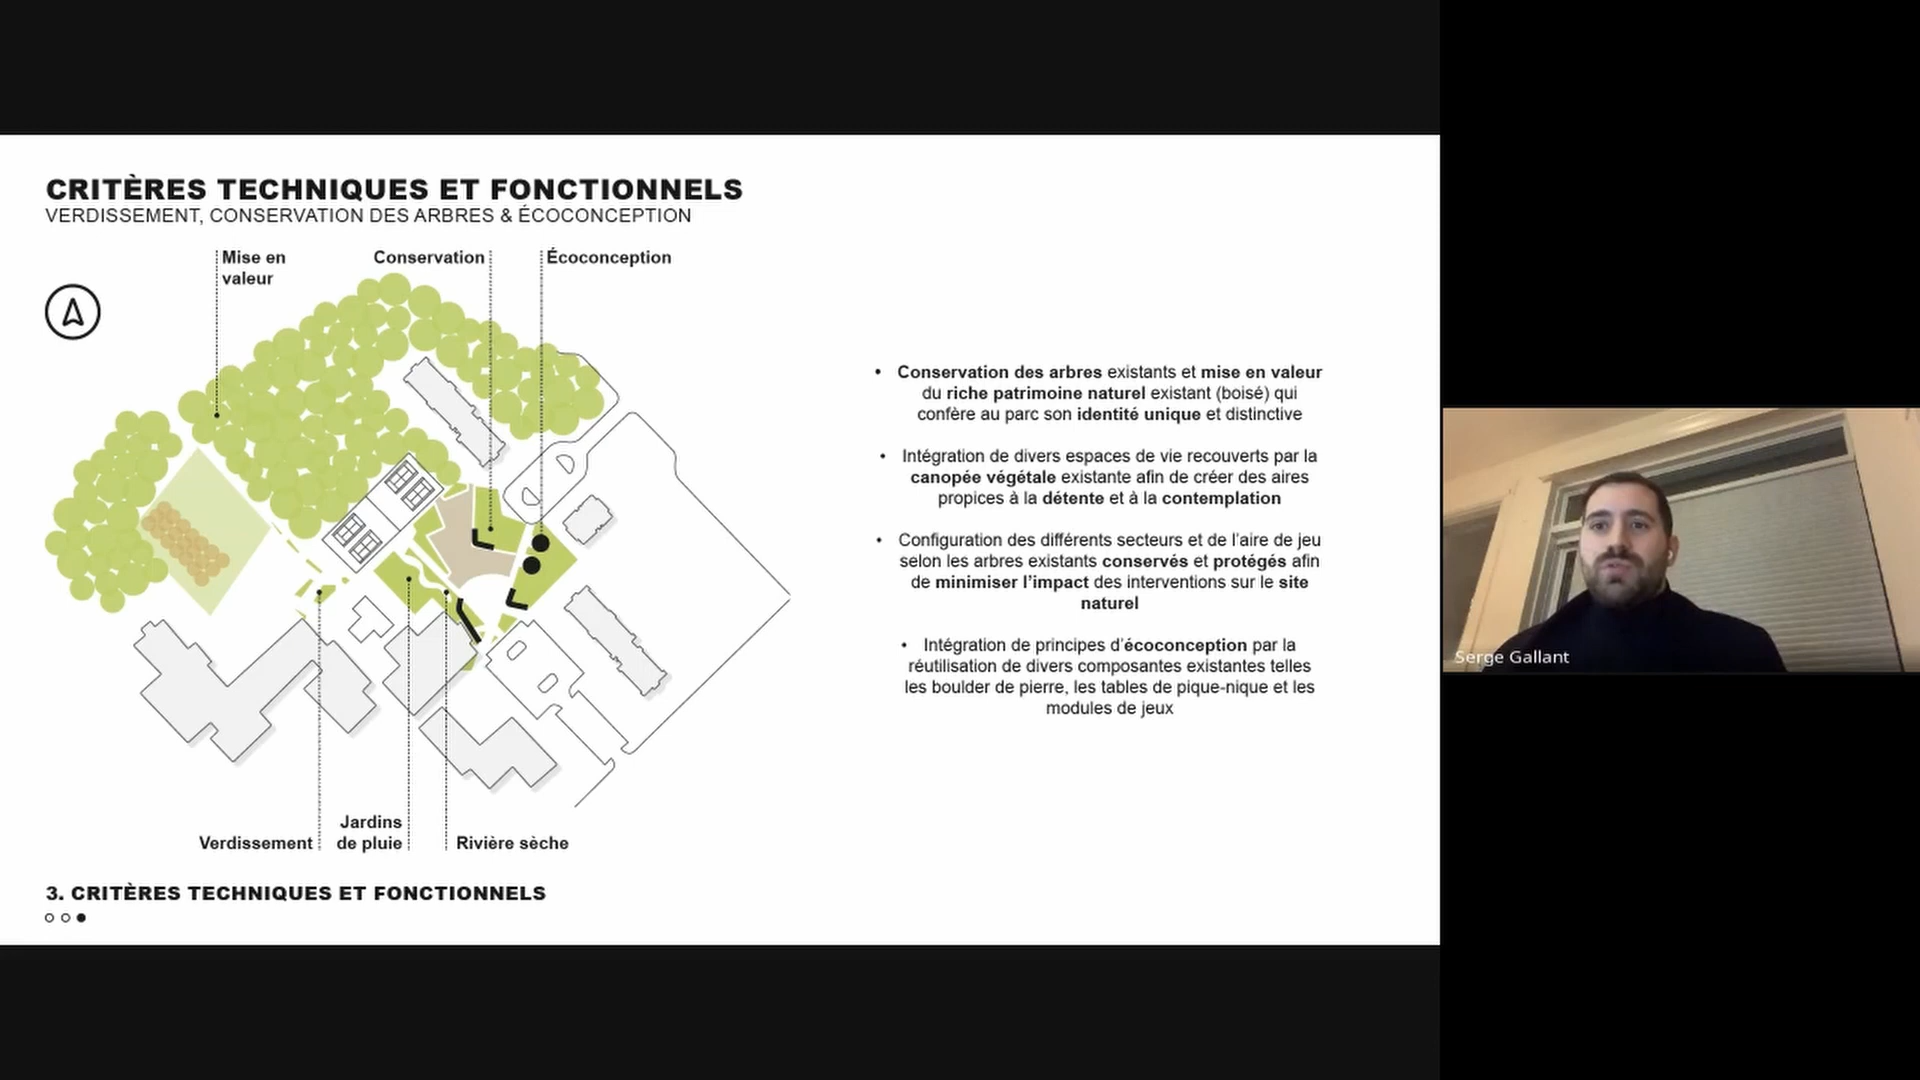 CRITÈRES TECHNIQUES ET FONCTIONNELS
VERDISSEMENT, CONSERVATION DES ARBRES & ÉCOCONCEPTION
Mise en
valeur
Conservation
Écoconception
Verdissement
Jardins
de pluie
Rivière sèche
• Conservation des arbres existants et mise en valeur
du riche patrimoine naturel existant (boisé) qui
confère au parc son identité unique et distinctive
• Intégration de divers espaces de vie recouverts par la
canopée végétale existante afin de créer des aires
propices à la détente et à la contemplation
• Configuration des différents secteurs et de l'aire de jeu
selon les arbres existants conservés et protégés afin
de minimiser l'impact des interventions sur le site
naturel
• Intégration de principes d'écoconception par la
réutilisation de divers composantes existantes telles
les boulder de pierre, les tables de pique-nique et les
modules de jeux
3. CRITÈRES TECHNIQUES ET FONCTIONNELS
Serge Gallant